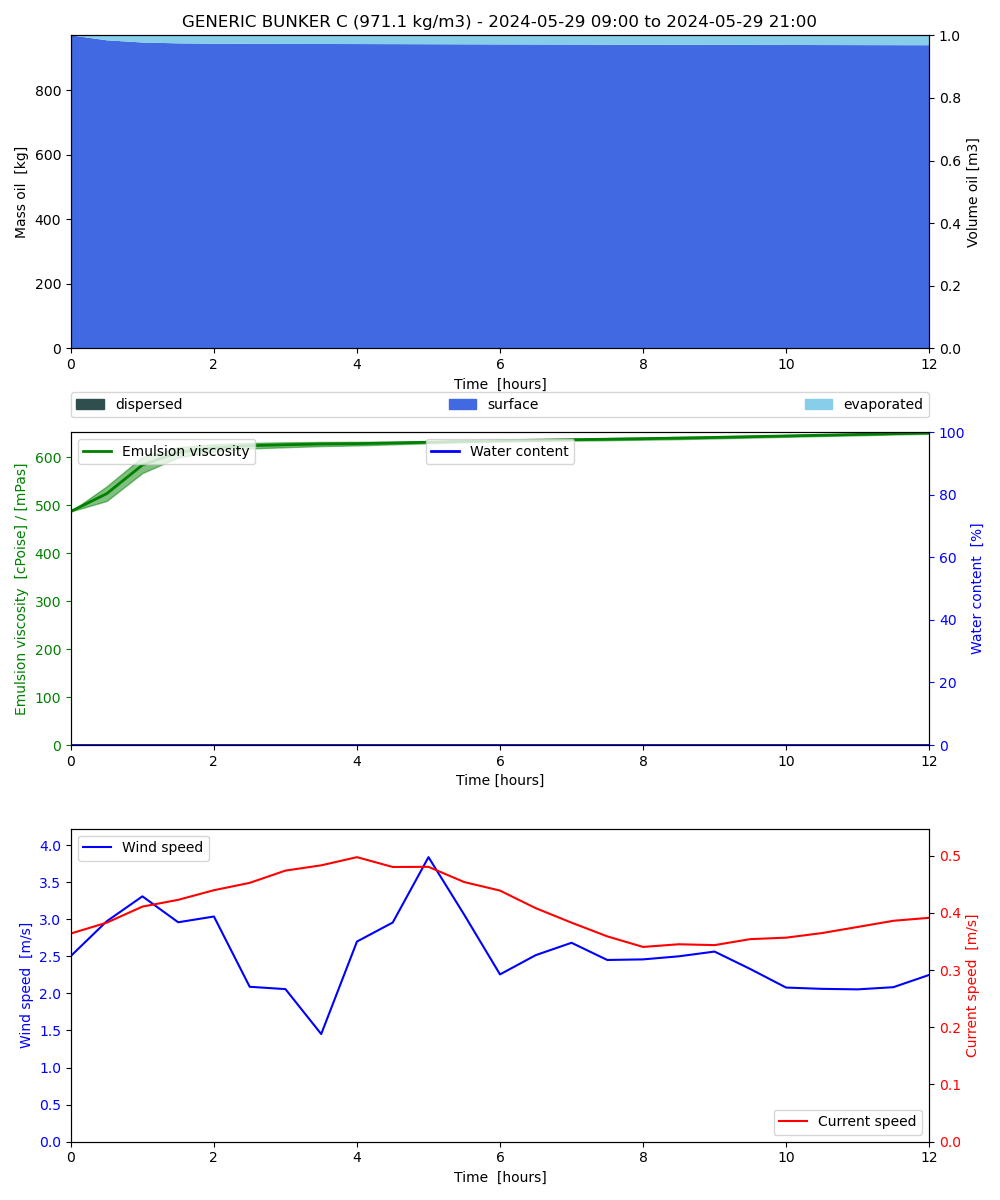 GENERIC BUNKER C (971.1 kg/m3) - 2024-05-29 09:00 to 2024-05-29 21:00
Mass oil [kg]
800
600
400
200
0
1.0
0.8
0.6
0.4
0.2
0.0
Volume oil [m3]
0 2 4 6 8 10 12
Time [hours]
dispersed surface evaporated
Emulsion viscosity [cPoise] / [mPas]
600
500
400
300
200
100
0
Emulsion viscosity
Water content
100
80
60
40
20
0
Water content [%]
0 2 4 6 8 10 12
Time [hours]
Wind speed [m/s]
4.0
3.5
3.0
2.5
2.0
1.5
1.0
0.5
0.0
Wind speed
0.5
0.4
0.3
0.2
0.1
0.0
Current speed [m/s]
Current speed
0 2 4 6 8 10 12
Time [hours]